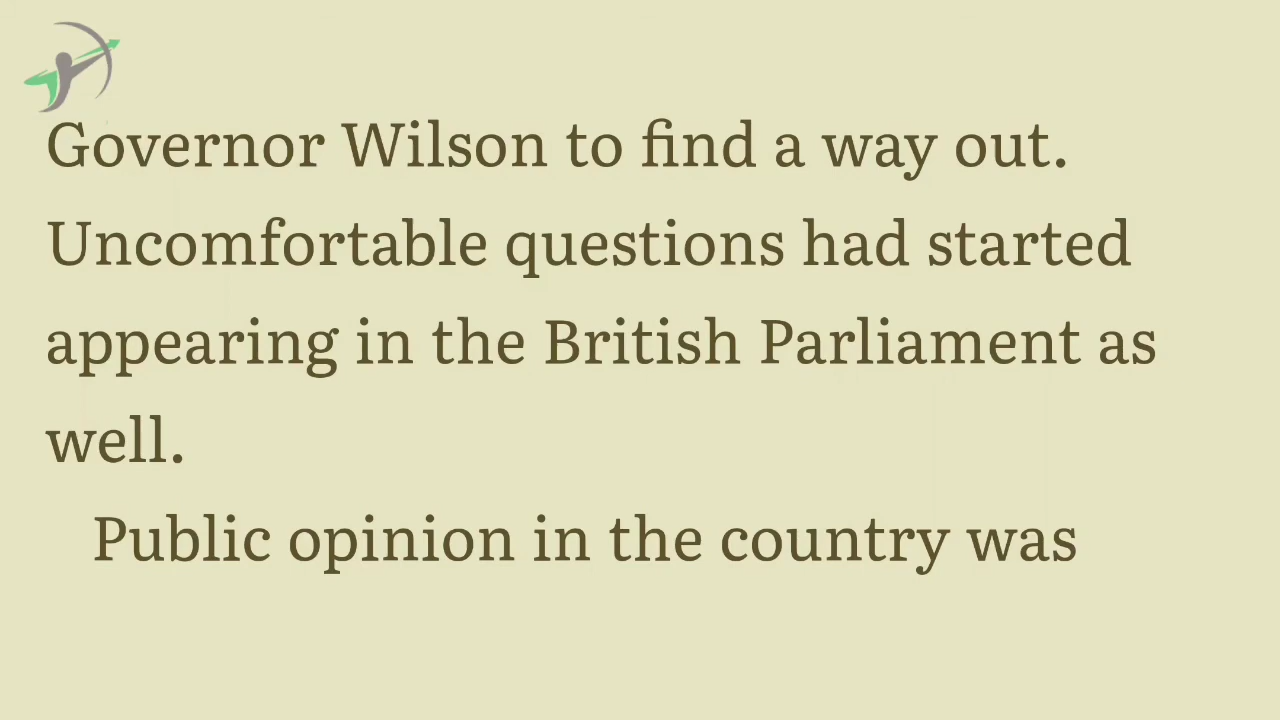 Governor Wilson to find a way out.
Uncomfortable questions had started
appearing in the British Parliament as
well.
Public opinion in the country was